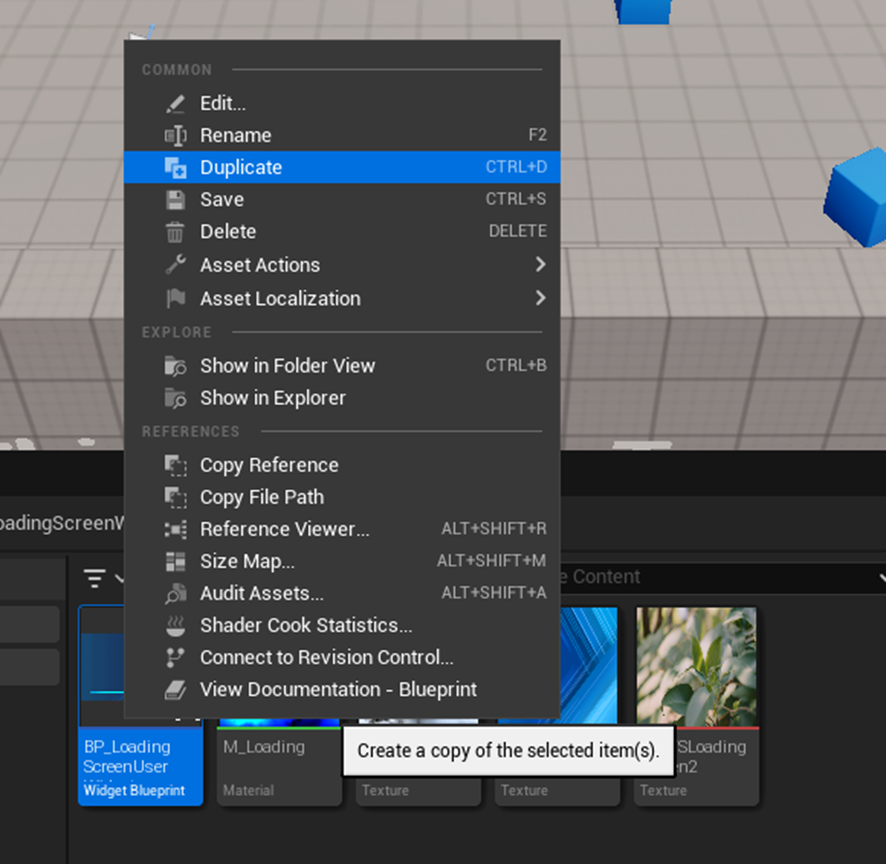 COMMON
Edit...
Rename F2
Duplicate CTRL+D
Save CTRL+S
Delete DELETE
Asset Actions
Asset Localization
EXPLORE
Show in Folder View CTRL+B
Show in Explorer
REFERENCES
Copy Reference
Copy File Path
Reference Viewer... ALT+SHIFT+R
Size Map... ALT+SHIFT+M
Audit Assets... ALT+SHIFT+A
Shader Cook Statistics...
Connect to Revision Control...
View Documentation - Blueprint
oadingScreenW
e Content
Create a copy of the selected item(s).
BP_Loading
ScreenUser
Widget Blueprint
M_Loading
Material
Texture
Texture
SLoading
n2
Texture